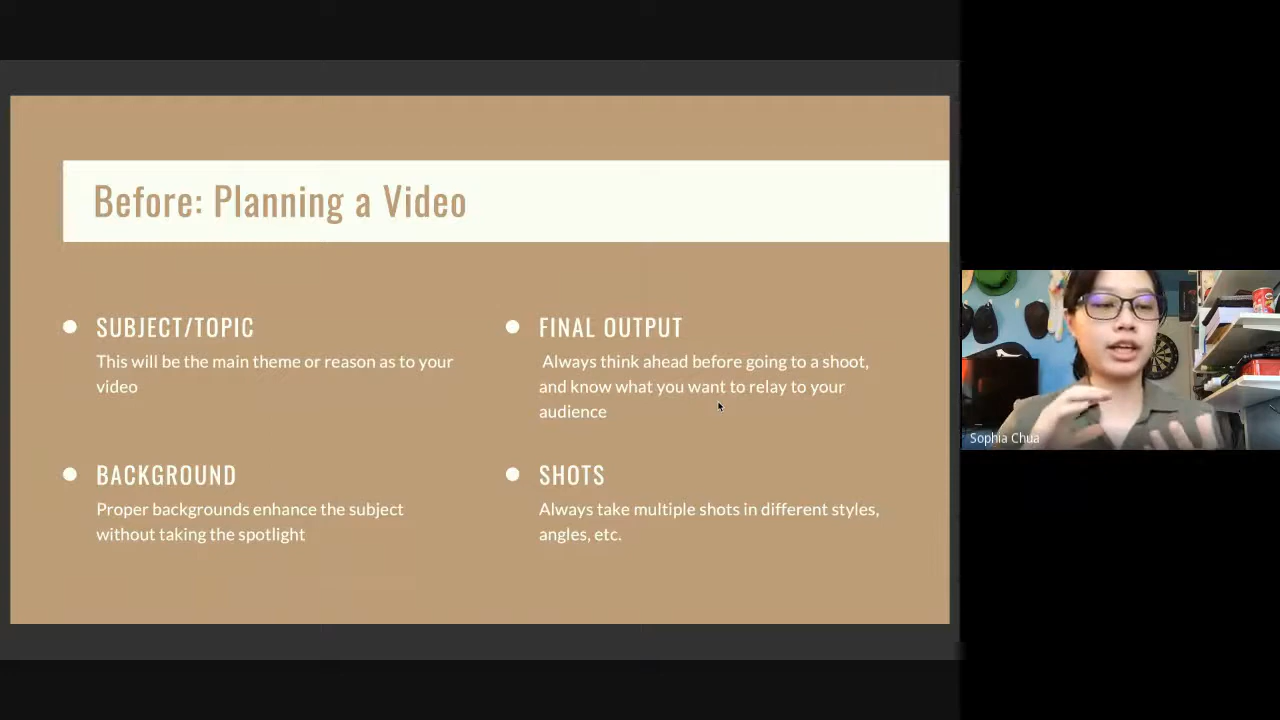 Before: Planning a Video
SUBJECT/TOPIC
This will be the main theme or reason as to your
video
BACKGROUND
Proper backgrounds enhance the subject
without taking the spotlight
FINAL OUTPUT
Always think ahead before going to a shoot,
and know what you want to relay to your
audience
SHOTS
Always take multiple shots in different styles,
angles, etc.
Sophia Chua